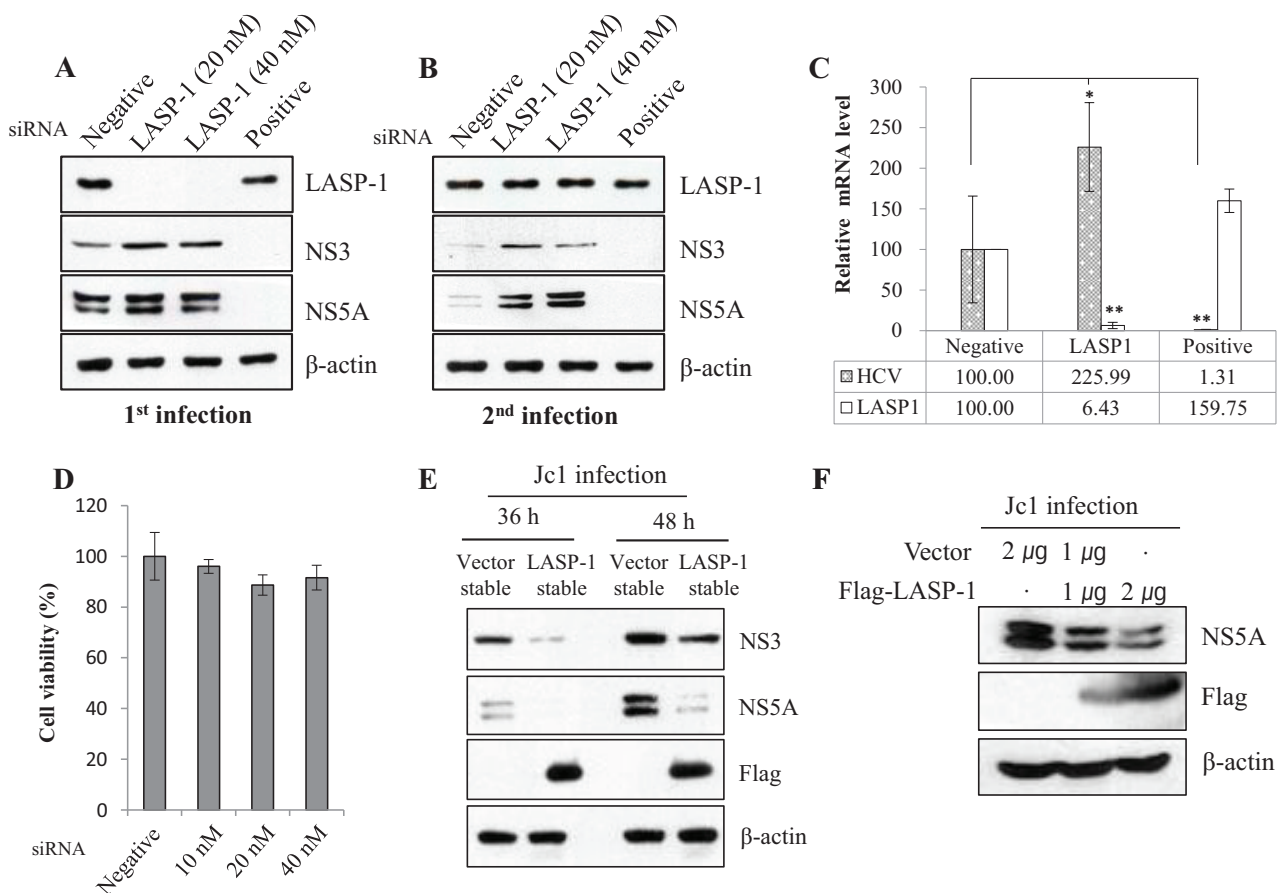 A
siRNA
Negative
LASP-1 (20 nM)
LASP-1 (40 nM)
Positive
LASP-1
NS3
NS5A
β-actin
1st infection
B
siRNA
Negative
LASP-1 (20 nM)
LASP-1 (40 nM)
Positive
LASP-1
NS3
NS5A
β-actin
2nd infection
C
Relative mRNA level
300
250
200
150
100
50
0
*
**
**
Negative LASP1 Positive
HCV 100.00 225.99 1.31
LASP1 100.00 6.43 159.75
D
Cell viability (%)
120
100
80
60
40
20
0
siRNA
Negative
10 nM
20 nM
40 nM
E
Jc1 infection
36 h 48 h
Vector LASP-1 Vector LASP-1
stable stable stable stable
NS3
NS5A
Flag
β-actin
F
Jc1 infection
Vector 2 µg 1 µg ·
Flag-LASP-1 · 1 µg 2 µg
NS5A
Flag
β-actin